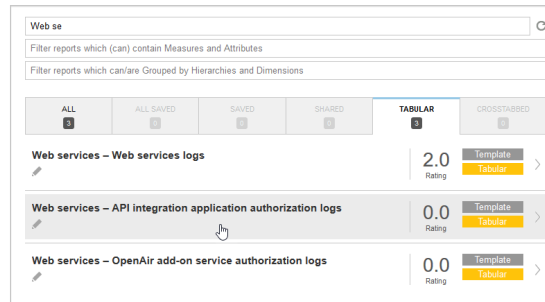 Web se
Filter reports which (can) contain Measures and Attributes
Filter reports which can/are Grouped by Hierarchies and Dimensions
ALL ALL SAVED SAVED SHARED TABULAR CROSSTABBED
3 0 0 0 3 0
Web services – Web services logs
2.0 Template
Rating Tabular
Web services – API integration application authorization logs
0.0 Template
Rating Tabular
Web services – OpenAir add-on service authorization logs
0.0 Template
Rating Tabular